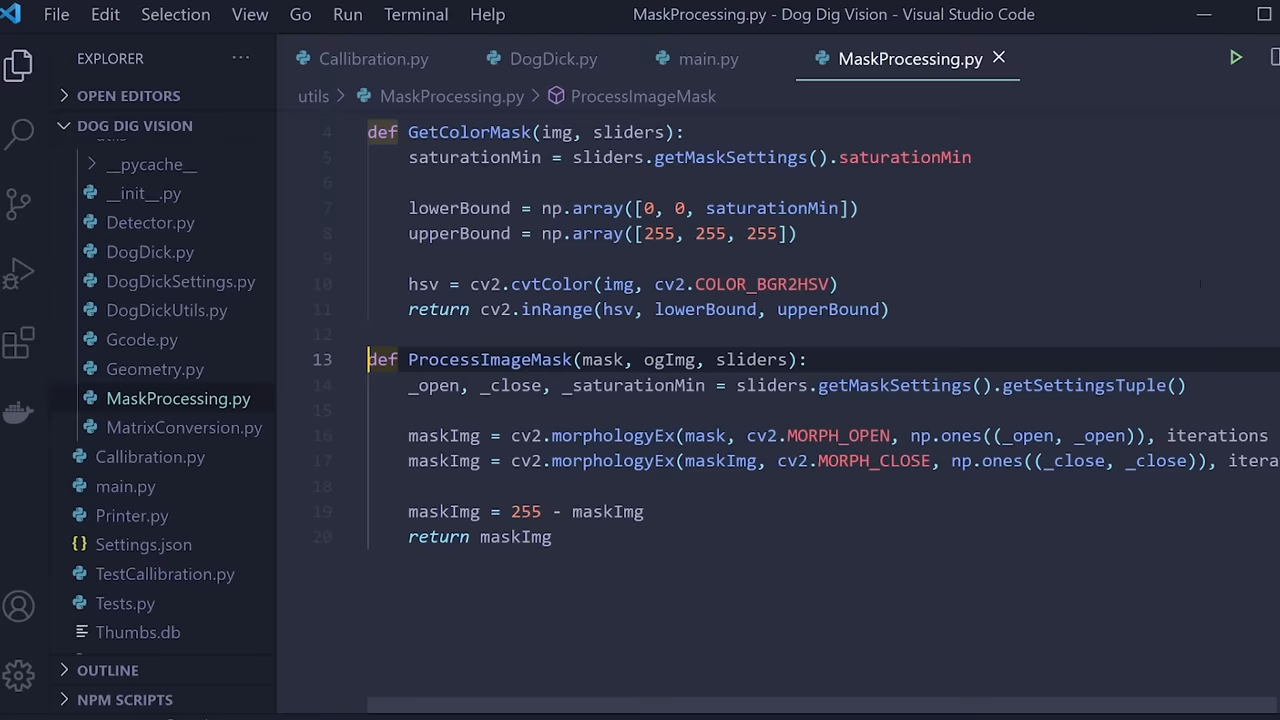 File Edit Selection View Go Run Terminal Help MaskProcessing.py - Dog Dig Vision - Visual Studio Code
EXPLORER
OPEN EDITORS
DOG DIG VISION
utils
__pycache__
__init__.py
Detector.py
DogDick.py
DogDickSettings.py
DogDickUtils.py
Gcode.py
Geometry.py
MaskProcessing.py
MatrixConversion.py
Callibration.py
main.py
Printer.py
{} Settings.json
TestCallibration.py
Tests.py
Thumbs.db
OUTLINE
NPM SCRIPTS
Callibration.py DogDick.py main.py MaskProcessing.py
utils > MaskProcessing.py > ProcessImageMask
4 def GetColorMask(img, sliders):
5 saturationMin = sliders.getMaskSettings().saturationMin
6
7 lowerBound = np.array([0, 0, saturationMin])
8 upperBound = np.array([255, 255, 255])
9
10 hsv = cv2.cvtColor(img, cv2.COLOR_BGR2HSV)
11 return cv2.inRange(hsv, lowerBound, upperBound)
12
13 def ProcessImageMask(mask, ogImg, sliders):
14 _open, _close, _saturationMin = sliders.getMaskSettings().getSettingsTuple()
15
16 maskImg = cv2.morphologyEx(mask, cv2.MORPH_OPEN, np.ones((_open, _open)), iterations
17 maskImg = cv2.morphologyEx(maskImg, cv2.MORPH_CLOSE, np.ones((_close, _close)), itera
18
19 maskImg = 255 - maskImg
20 return maskImg